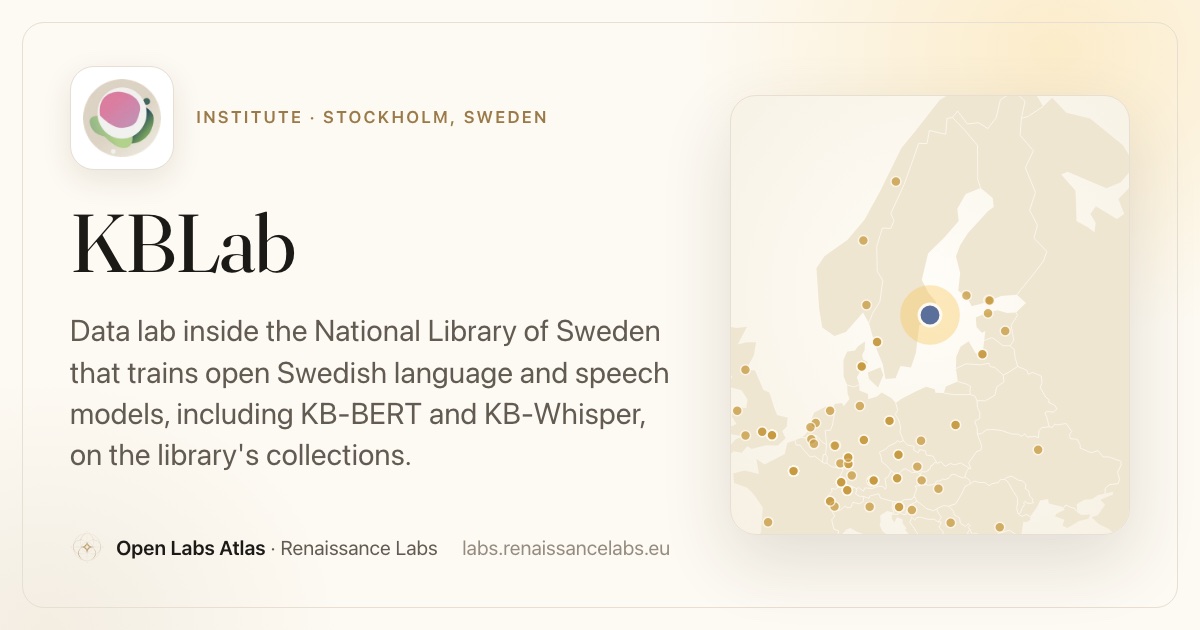 INSTITUTE · STOCKHOLM, SWEDEN
KBLab
Data lab inside the National Library of Sweden
that trains open Swedish language and speech
models, including KB-BERT and KB-Whisper,
on the library's collections.
Open Labs Atlas · Renaissance Labs labs.renaissancelabs.eu